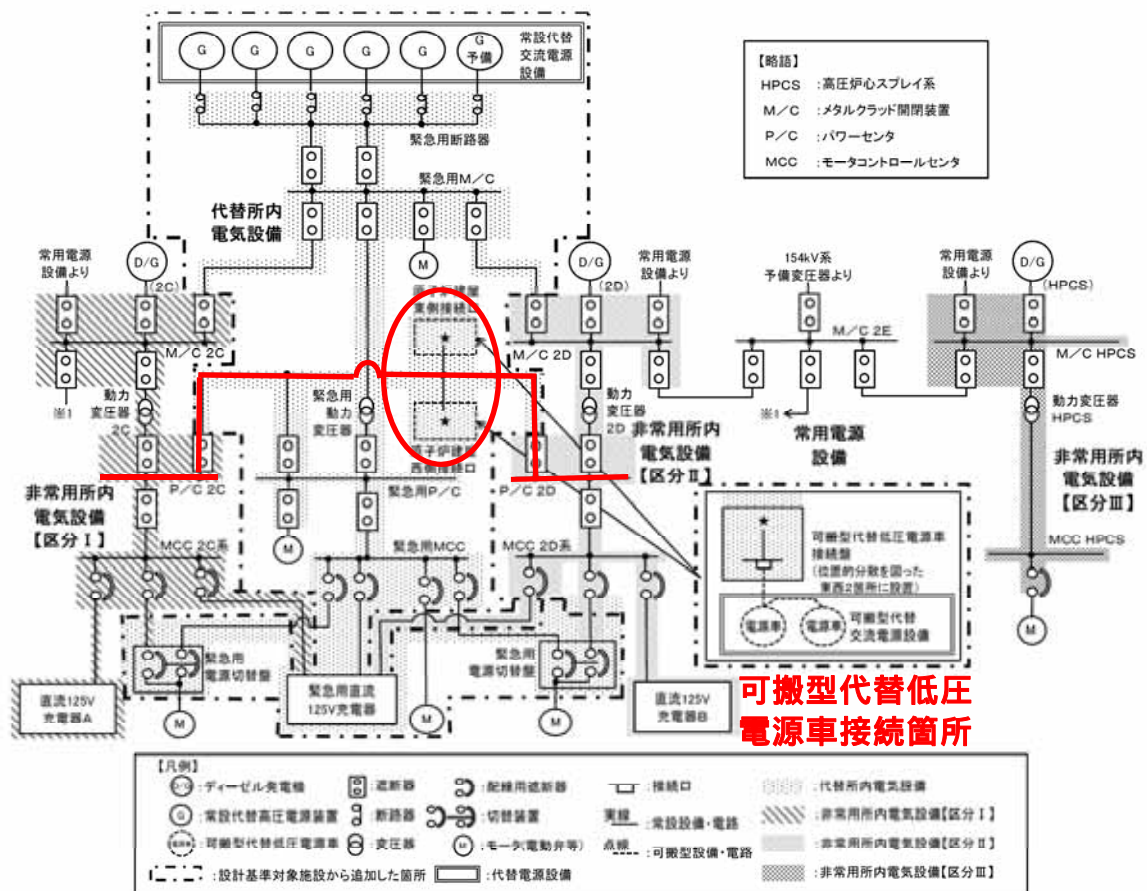 G
G
G
G
G
G
予備
常設代替
交流電源
設備
【略語】
HPCS :高圧炉心スプレイ系
M/C :メタルクラッド開閉装置
P/C :パワーセンタ
MCC :モータコントロールセンタ
緊急用断路器
緊急用M/C
代替所内
電気設備
常用電源
設備より
D/G
(2C)
M
D/G
(2D)
常用電源
設備より
154kV系
予備変圧器より
常用電源
設備より
D/G
(HPCS)
原子炉建屋
東側接続口
★
M/C 2C
M/C 2D
M/C 2E
M/C HPCS
※1
動力
変圧器
2C
緊急用
動力
変圧器
★
原子炉建屋
西側接続口
動力
変圧器
2D
※1
常用電源
設備
動力変圧器
HPCS
非常用所内
電気設備
【区分Ⅱ】
非常用所内
電気設備
【区分Ⅲ】
P/C 2C
緊急用P/C
P/C 2D
非常用所内
電気設備
【区分Ⅰ】
M
MCC 2C系
緊急用MCC
MCC 2D系
MCC HPCS
★
可搬型代替低圧電源車
接続盤
(位置的分散を図った
東西2箇所に設置)
電源車
電源車
可搬型代替
交流電源設備
M
緊急用
電源切替盤
緊急用
電源切替盤
直流125V
充電器A
M
緊急用直流
125V充電器
M
M
直流125V
充電器B
可搬型代替低圧
電源車接続箇所
【凡例】
D/G :ディーゼル発電機
:遮断器
:配線用遮断器
:接続口
:代替所内電気設備
G :常設代替高圧電源装置
:断路器
:切替装置
実線
:常設設備・電路
:非常用所内電気設備【区分Ⅰ】
電源車 :可搬型代替低圧電源車
:変圧器
M :モータ(電動弁等)
点線
:可搬型設備・電路
:非常用所内電気設備【区分Ⅱ】
:設計基準対象施設から追加した箇所
:代替電源設備
:非常用所内電気設備【区分Ⅲ】